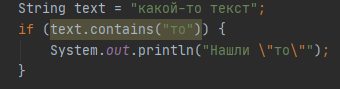 String text = "какой-то текст";
if (text.contains("то")) {
System.out.println("Нашли \"то\"");
}